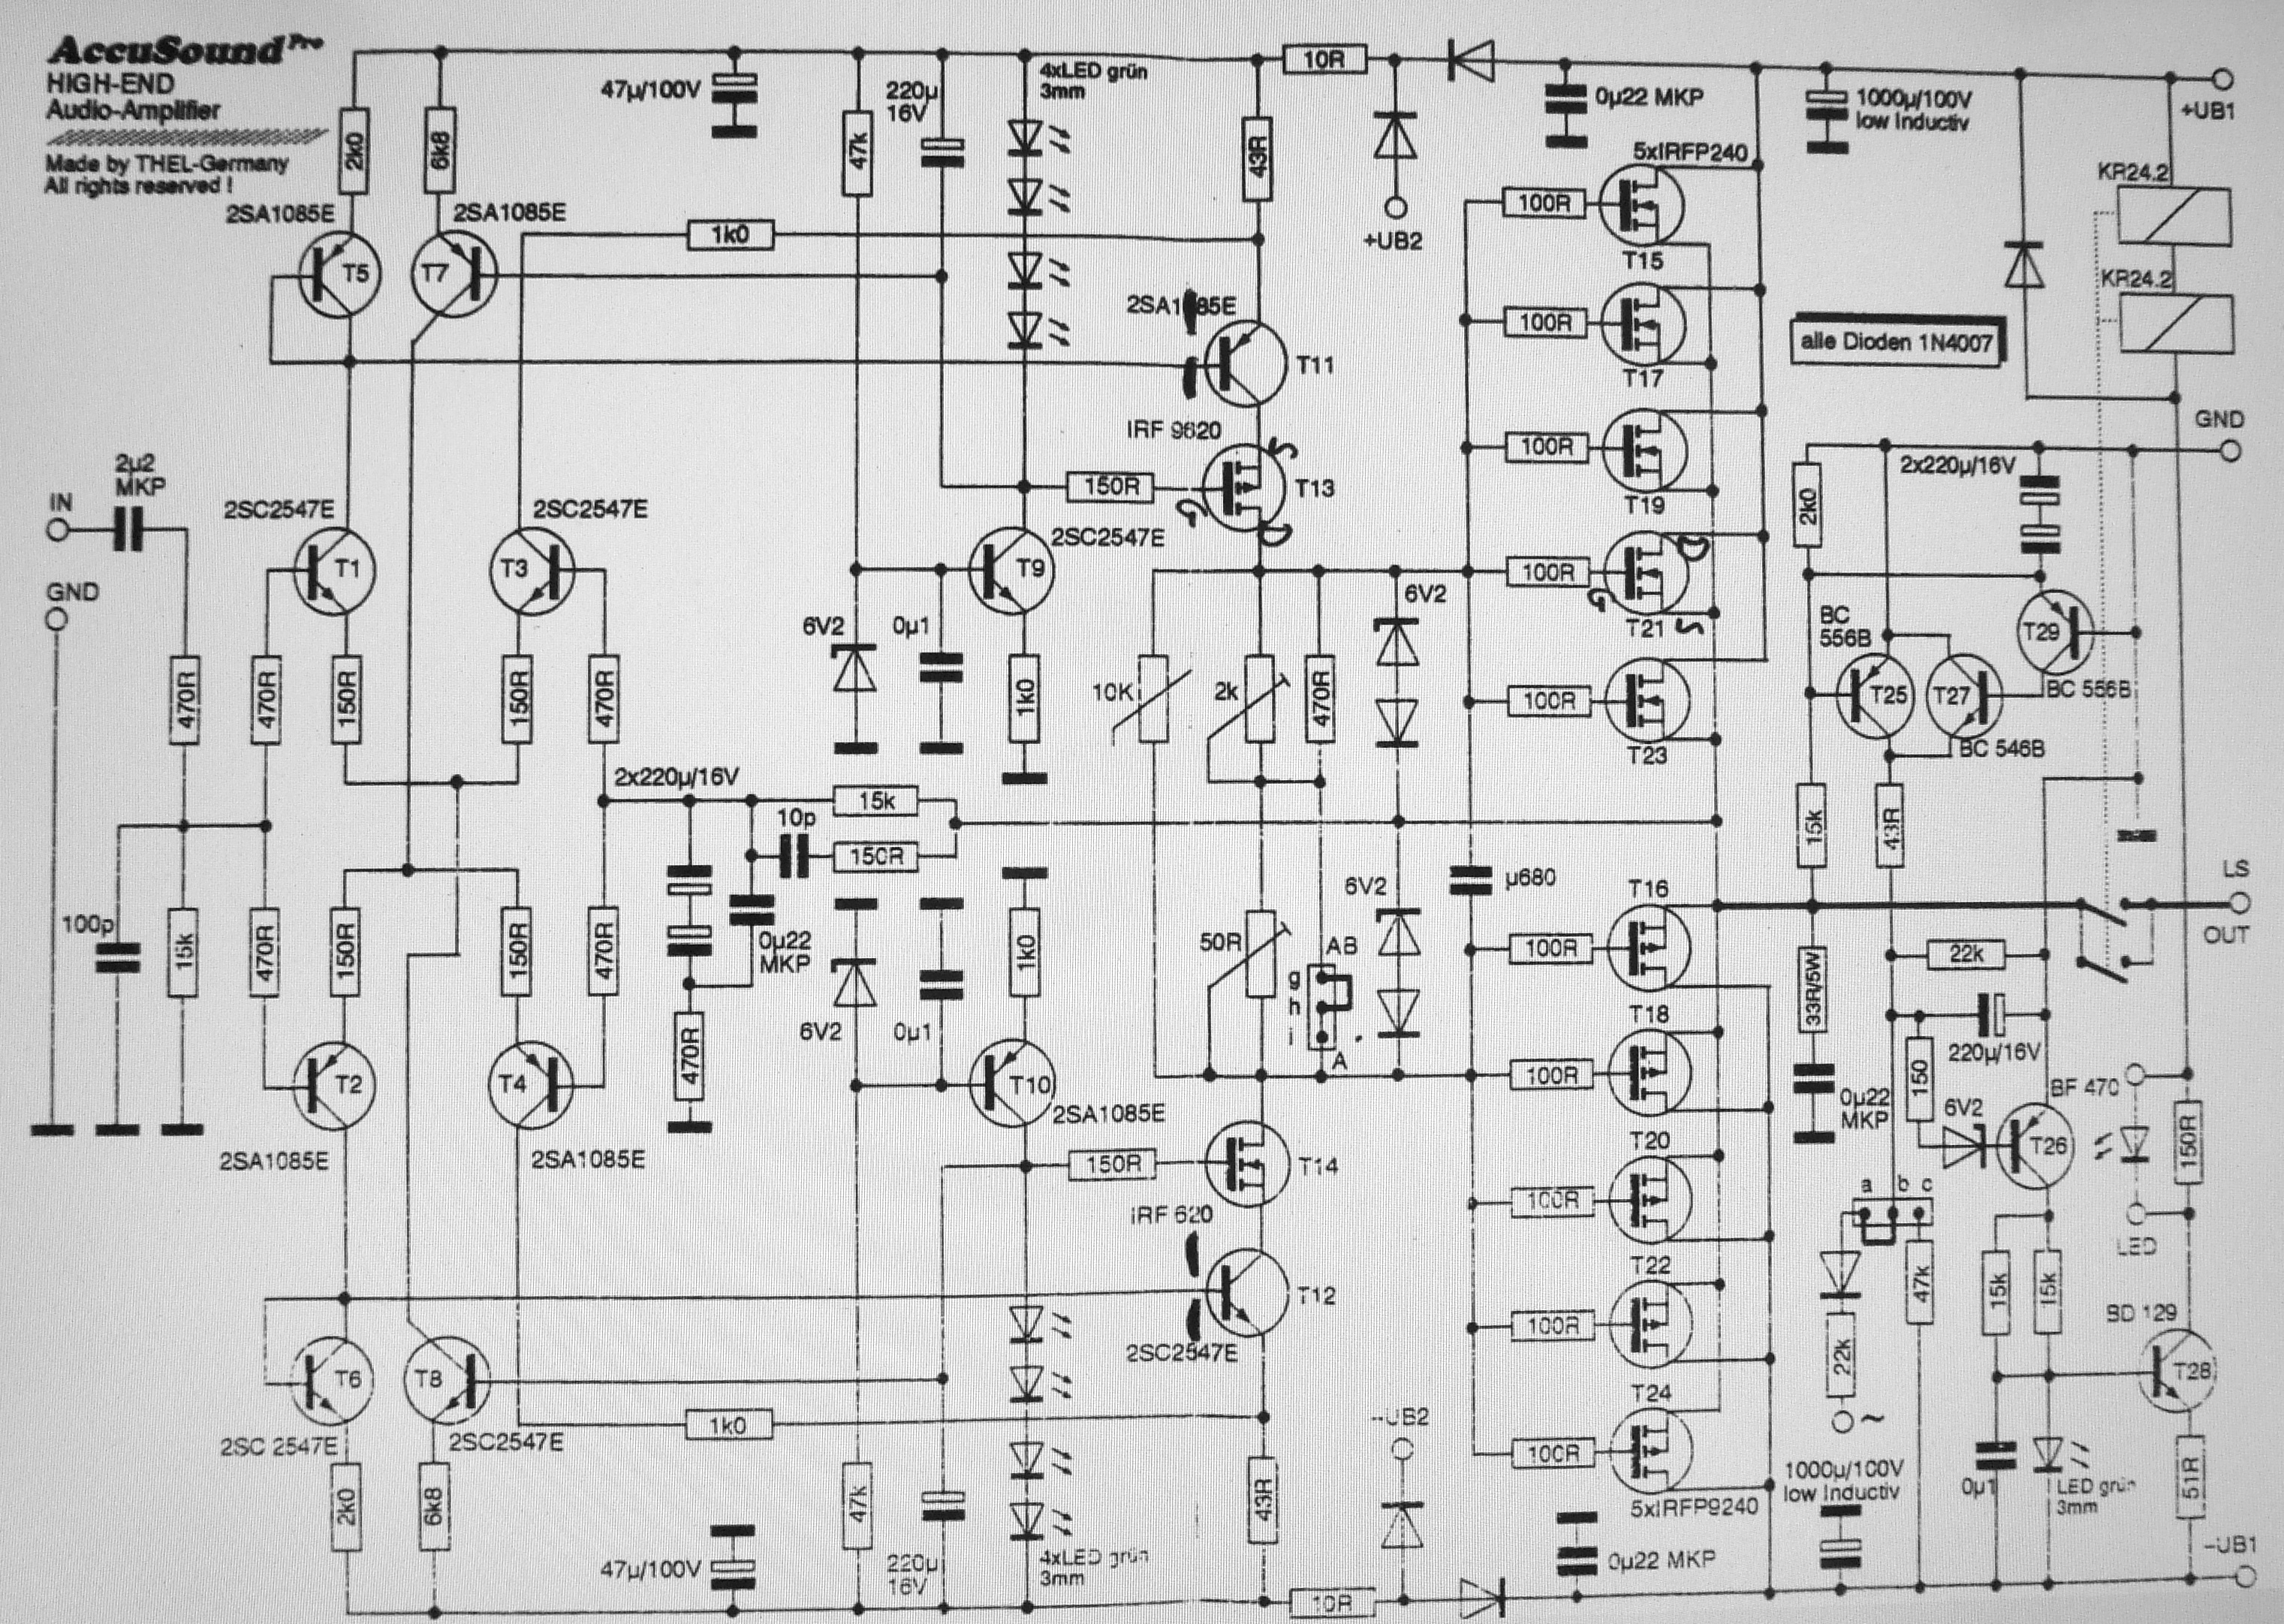 AccuSound Pro
HIGH-END
Audio-Amplifier
Made by THEL-Germany
All rights reserved !
2k0
6k8
47µ/100V
47k
220µ
16V
4xLED grün
3mm
43R
10R
+UB2
0µ22 MKP
1000µ/100V
low Inductiv
+UB1
5xIRFP240
KR24.2
KR24.2
2SA1085E
2SA1085E
T5
T7
1k0
100R
T15
100R
T17
alle Dioden 1N4007
2SA1085E
T11
IRF 9620
S
T13
G
D
150R
100R
T19
GND
2x220µ/16V
2k0
IN
2µ2
MKP
GND
2SC2547E
T1
2SC2547E
T3
2SC2547E
T9
6V2
100R
D
G
T21
S
BC
556B
T29
BC 556B
T25
T27
BC 546B
470R
470R
150R
150R
470R
6V2
0µ1
1k0
10K
2k
470R
100R
T23
2x220µ/16V
15k
10p
150R
15k
43R
100p
15k
470R
150R
150R
470R
0µ22
MKP
1k0
50R
AB
g
h
i
A
6V2
µ680
T16
100R
LS
OUT
22k
33R/5W
470R
6V2
0µ1
T18
100R
220µ/16V
150
0µ22
MKP
6V2
BF 470
T26
150R
T2
T4
T10
2SA1085E
2SA1085E
2SA1085E
150R
T14
IRF 620
T20
100R
a
b
c
LED
T12
2SC2547E
T22
100R
22k
47k
15k
15k
BD 129
T28
T6
T8
2SC 2547E
2SC2547E
1k0
-UB2
T24
100R
5xIRFP9240
~
1000µ/100V
low Inductiv
0µ1
LED grün
3mm
51R
2k0
6k8
47µ/100V
47k
220µ
16V
4xLED grün
3mm
43R
10R
0µ22 MKP
-UB1